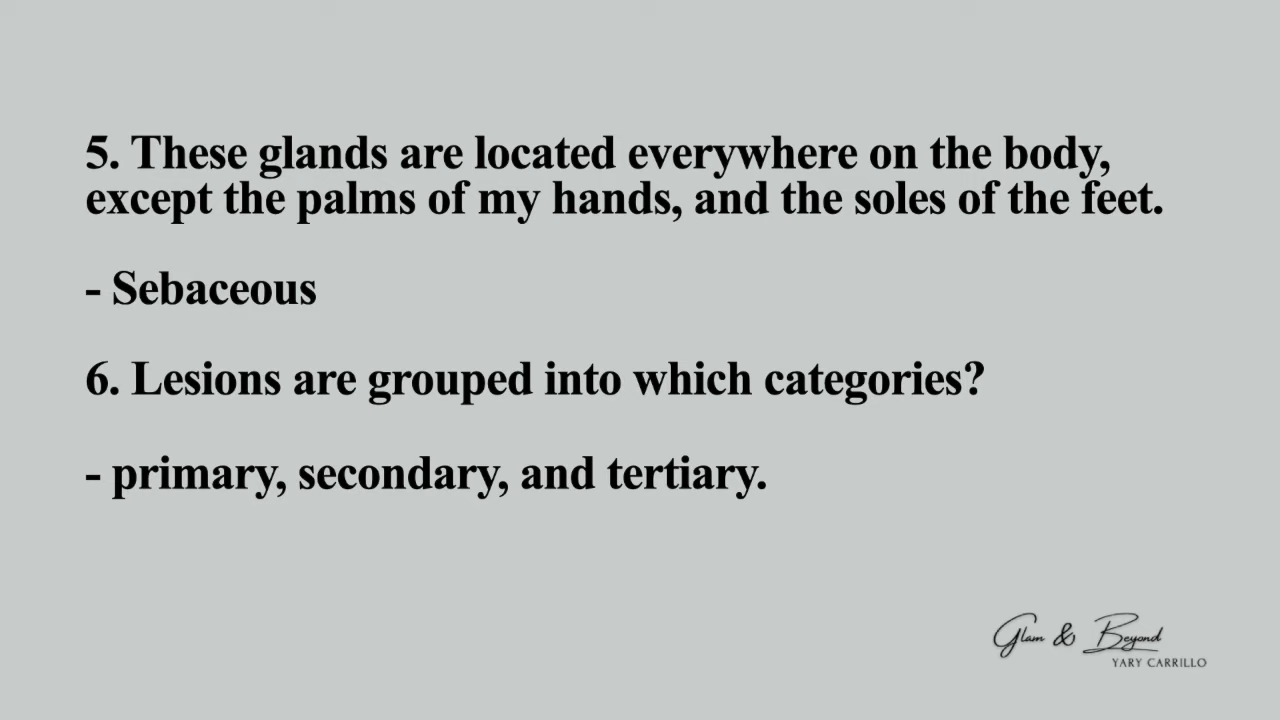 5. These glands are located everywhere on the body,
except the palms of my hands, and the soles of the feet.
- Sebaceous
6. Lesions are grouped into which categories?
- primary, secondary, and tertiary.
Glam & Beyond
YARY CARRILLO